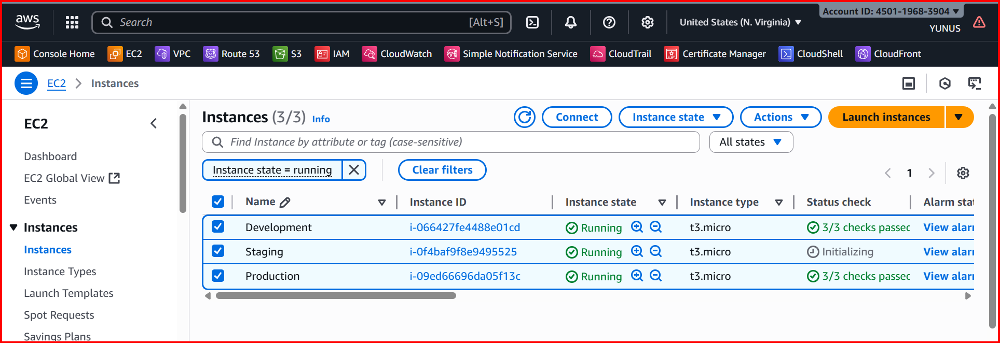 aws
Search [Alt+S]
United States (N. Virginia)
Account ID: 4501-1968-3904
YUNUS
Console Home EC2 VPC Route 53 S3 IAM CloudWatch Simple Notification Service CloudTrail Certificate Manager CloudShell CloudFront
EC2 Instances
EC2
Dashboard
EC2 Global View
Events
Instances
Instances
Instance Types
Launch Templates
Spot Requests
Savings Plans
Instances (3/3) Info
Connect Instance state Actions Launch instances
Find Instance by attribute or tag (case-sensitive) All states
Instance state = running Clear filters
1
Name Instance ID Instance state Instance type Status check Alarm stat
Development i-066427fe4488e01cd Running t3.micro 3/3 checks passec View alarr
Staging i-0f4baf9f8e9495525 Running t3.micro Initializing View alarr
Production i-09ed66696da05f13c Running t3.micro 3/3 checks passec View alarr